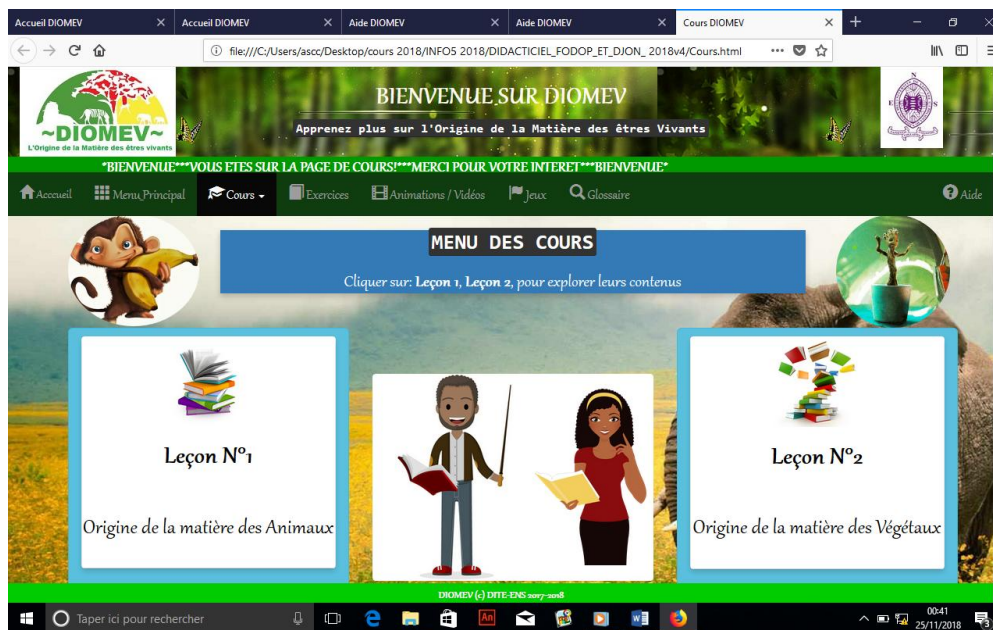 Accueil DIOMEV
Accueil DIOMEV
Aide DIOMEV
Aide DIOMEV
Cours DIOMEV
file:///C:/Users/ascc/Desktop/cours 2018/INFO5 2018/DIDACTICIEL_FODOP_ET_DJON_ 2018v4/Cours.html
~DIOMEV~
L'Origine de la Matière des êtres vivants
BIENVENUE SUR DIOMEV
Apprenez plus sur l'Origine de la Matière des êtres Vivants
N
E
S
*BIENVENUE***VOUS ETES SUR LA PAGE DE COURS!***MERCI POUR VOTRE INTERET***BIENVENUE*
Accueil Menu Principal Cours Exercices Animations / Vidéos Jeux Glossaire Aide
MENU DES COURS
Cliquer sur: Leçon 1, Leçon 2, pour explorer leurs contenus
Leçon N°1
Origine de la matière des Animaux
Leçon N°2
Origine de la matière des Végétaux
DIOMEV (c) DITE-ENS 2017-2018
Taper ici pour rechercher
An
00:41
25/11/2018
3